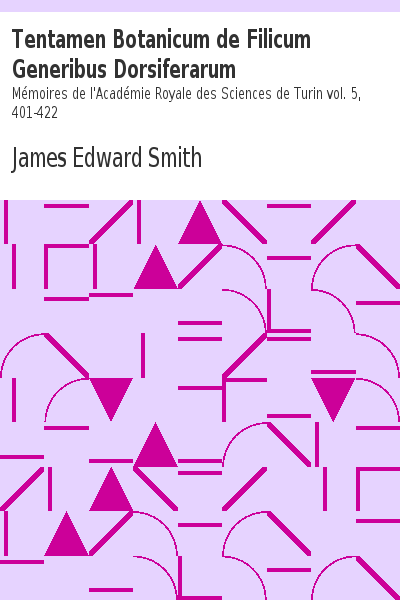 Tentamen Botanicum de Filicum
Generibus Dorsiferarum
Mémoires de l'Académie Royale des Sciences de Turin vol. 5,
401-422
James Edward Smith